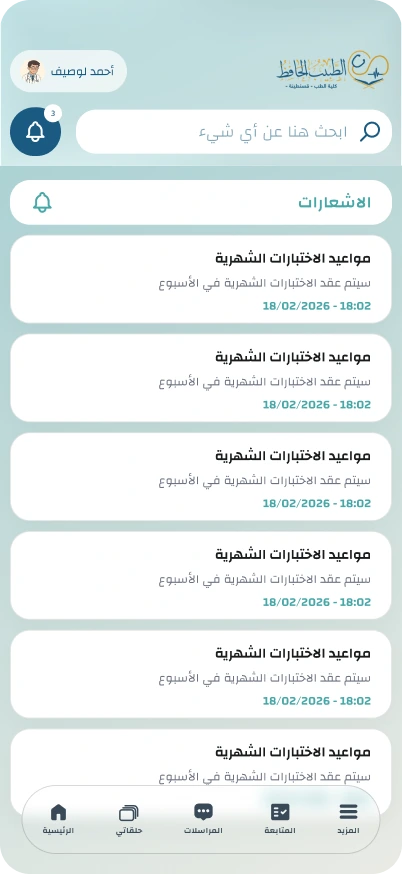 الطبيب الحافظ
- كلية الطب - قسنطينة -
أحمد لوصيف
3
ابحث هنا عن أي شيء
الاشعارات
مواعيد الاختبارات الشهرية
سيتم عقد الاختبارات الشهرية في الأسبوع
18/02/2026 - 18:02
مواعيد الاختبارات الشهرية
سيتم عقد الاختبارات الشهرية في الأسبوع
18/02/2026 - 18:02
مواعيد الاختبارات الشهرية
سيتم عقد الاختبارات الشهرية في الأسبوع
18/02/2026 - 18:02
مواعيد الاختبارات الشهرية
سيتم عقد الاختبارات الشهرية في الأسبوع
18/02/2026 - 18:02
مواعيد الاختبارات الشهرية
سيتم عقد الاختبارات الشهرية في الأسبوع
18/02/2026 - 18:02
مواعيد الاختبارات الشهرية
سيتم عقد الاختبارات الشهرية في الأسبوع
المزيد
المتابعة
المراسلات
حلقاتي
الرئيسية